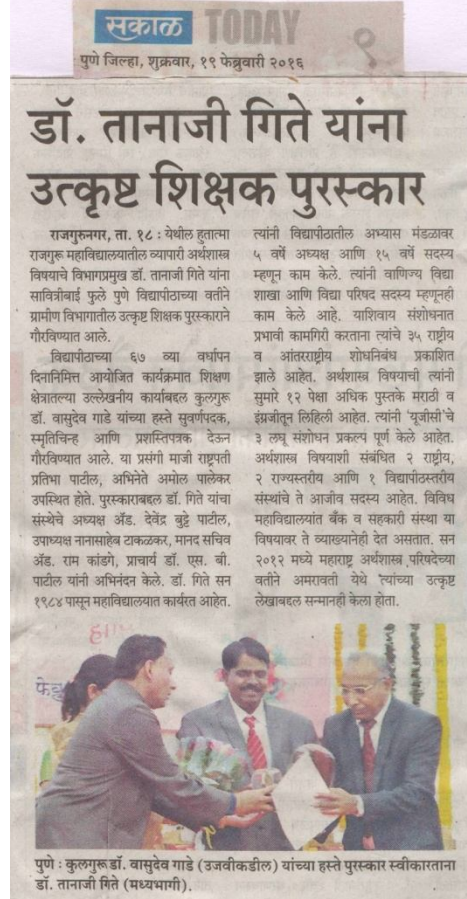 सकाळ TODAY
पुणे जिल्हा, शुक्रवार, १९ फेब्रुवारी २०१६
९
डॉ. तानाजी गिते यांना
उत्कृष्ट शिक्षक पुरस्कार
राजगुरुनगर, ता. १८ : येथील हुतात्मा
राजगुरू महाविद्यालयातील व्यापारी अर्थशास्त्र
विषयाचे विभागप्रमुख डॉ. तानाजी गिते यांना
सावित्रीबाई फुले पुणे विद्यापीठाच्या वतीने
ग्रामीण विभागातील उत्कृष्ट शिक्षक पुरस्काराने
गौरविण्यात आले.
विद्यापीठाच्या ६७ व्या वर्धापन
दिनानिमित्त आयोजित कार्यक्रमात शिक्षण
क्षेत्रातल्या उल्लेखनीय कार्याबद्दल कुलगुरू
डॉ. वासुदेव गाडे यांच्या हस्ते सुवर्णपदक,
स्मृतिचिन्ह आणि प्रशस्तिपत्रक देऊन
गौरविण्यात आले. या प्रसंगी माजी राष्ट्रपती
प्रतिभा पाटील, अभिनेते अमोल पालेकर
उपस्थित होते. पुरस्काराबद्दल डॉ. गिते यांचा
संस्थेचे अध्यक्ष ॲड. देवेंद्र बुट्टे पाटील,
उपाध्यक्ष नानासाहेब टाकळकर, मानद सचिव
ॲड. राम कांडगे, प्राचार्य डॉ. एस. बी.
पाटील यांनी अभिनंदन केले. डॉ. गिते सन
१९८४ पासून महाविद्यालयात कार्यरत आहेत.
त्यांनी विद्यापीठातील अभ्यास मंडळावर
५ वर्षे अध्यक्ष आणि १५ वर्षे सदस्य
म्हणून काम केले. त्यांनी वाणिज्य विद्या
शाखा आणि विद्या परिषद सदस्य म्हणूनही
काम केले आहे. याशिवाय संशोधनात
प्रभावी कामगिरी करताना त्यांचे ३५ राष्ट्रीय
व आंतरराष्ट्रीय शोधनिबंध प्रकाशित
झाले आहेत. अर्थशास्त्र विषयाची त्यांनी
सुमारे १२ पेक्षा अधिक पुस्तके मराठी व
इंग्रजीतून लिहिली आहेत. त्यांनी 'यूजीसी'चे
३ लघू संशोधन प्रकल्प पूर्ण केले आहेत.
अर्थशास्त्र विषयाशी संबंधित २ राष्ट्रीय,
२ राज्यस्तरीय आणि १ विद्यापीठस्तरीय
संस्थांचे ते आजीव सदस्य आहेत. विविध
महाविद्यालयांत बँक व सहकारी संस्था या
विषयावर ते व्याख्यानेही देत असतात. सन
२०१२ मध्ये महाराष्ट्र अर्थशास्त्र परिषदेच्या
वतीने अमरावती येथे त्यांच्या उत्कृष्ट
लेखाबद्दल सन्मानही केला होता.
पुणे : कुलगुरू डॉ. वासुदेव गाडे (उजवीकडील) यांच्या हस्ते पुरस्कार स्वीकारताना
डॉ. तानाजी गिते (मध्यभागी).